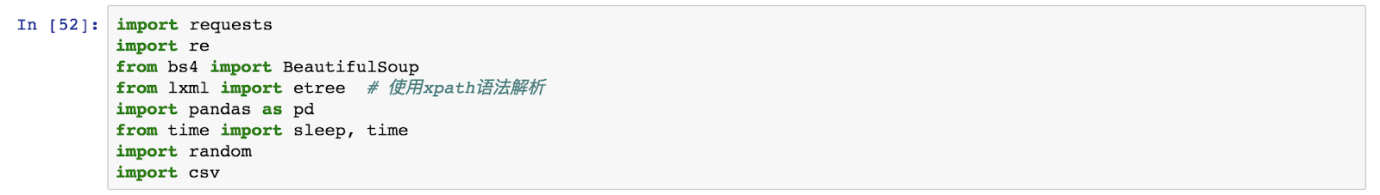 In [52]: import requests
import re
from bs4 import BeautifulSoup
from lxml import etree  # 使用xpath语法解析
import pandas as pd
from time import sleep, time
import random
import csv